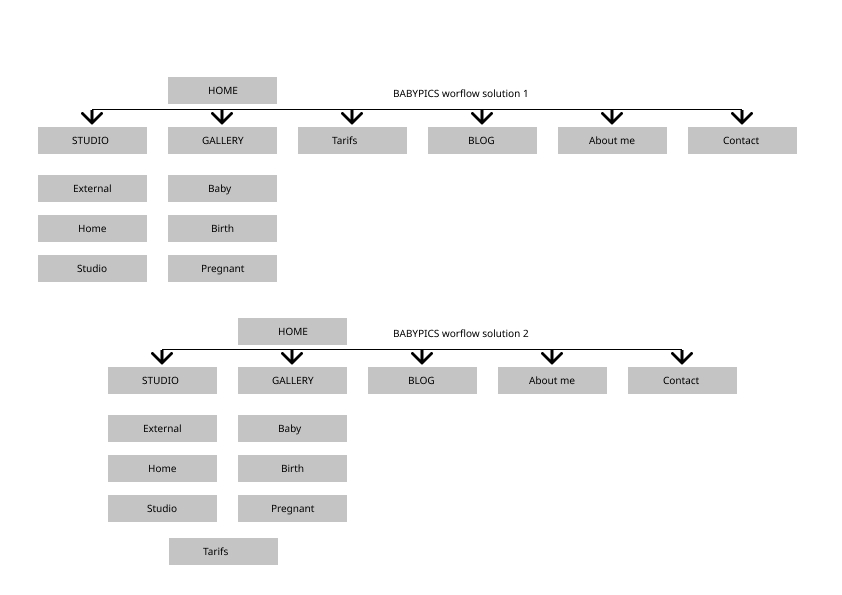 HOME
BABYPICS worflow solution 1
STUDIO GALLERY Tarifs BLOG About me Contact
External Baby
Home Birth
Studio Pregnant
HOME
BABYPICS worflow solution 2
STUDIO GALLERY BLOG About me Contact
External Baby
Home Birth
Studio Pregnant
Tarifs